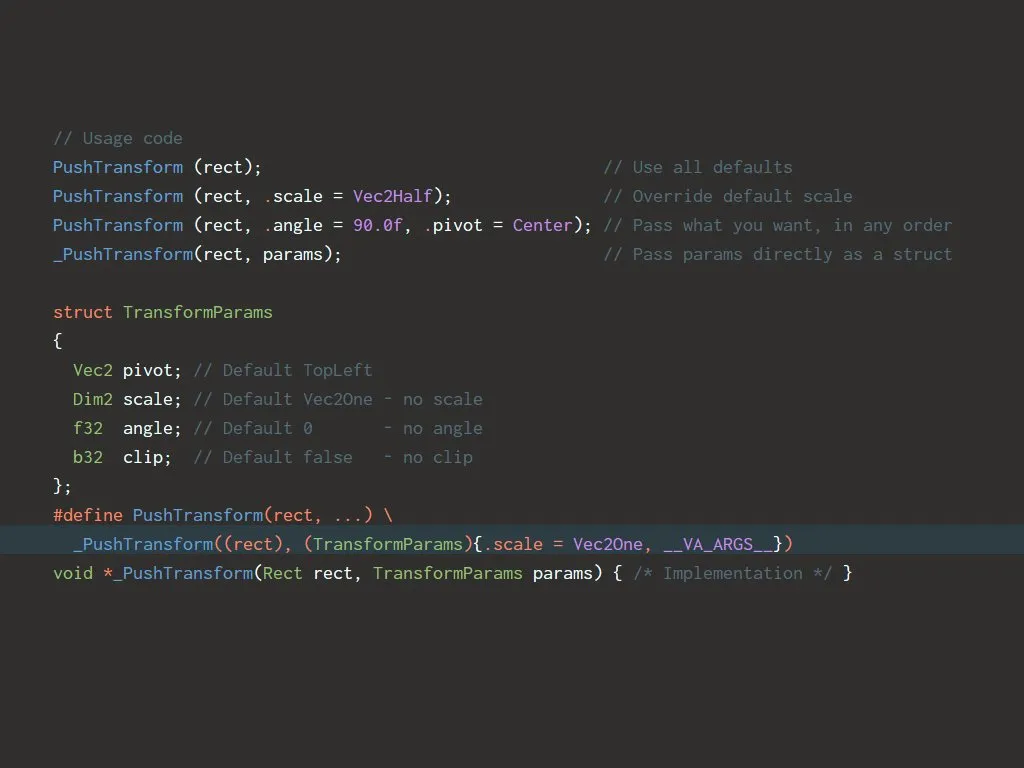 // Usage code
PushTransform (rect);                                  // Use all defaults
PushTransform (rect, .scale = Vec2Half);               // Override default scale
PushTransform (rect, .angle = 90.0f, .pivot = Center); // Pass what you want, in any order
_PushTransform(rect, params);                          // Pass params directly as a struct
struct TransformParams
{
  Vec2 pivot; // Default TopLeft
  Dim2 scale; // Default Vec2One - no scale
  f32  angle; // Default 0       - no angle
  b32  clip;  // Default false   - no clip
};
#define PushTransform(rect, ...) \
  _PushTransform((rect), (TransformParams){.scale = Vec2One, __VA_ARGS__})
void *_PushTransform(Rect rect, TransformParams params) { /* Implementation */ }